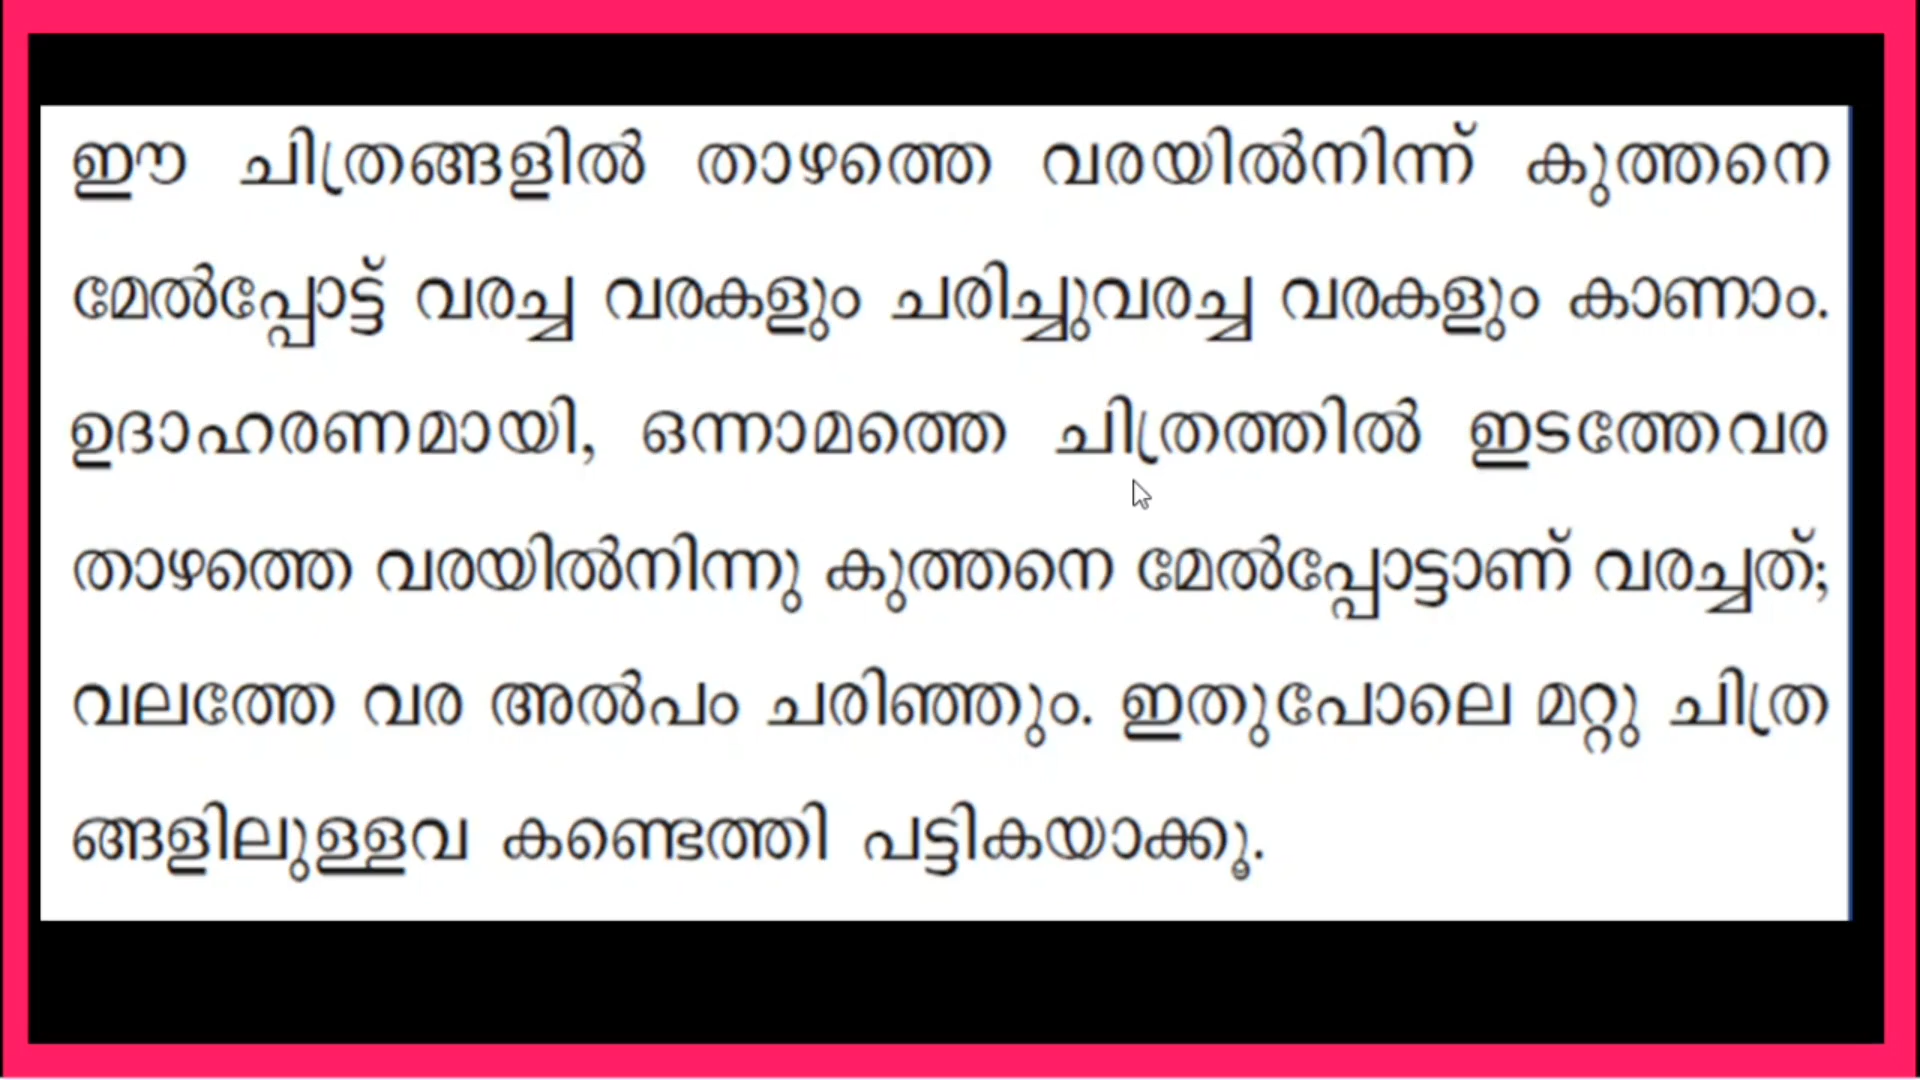 ഈ ചിത്രങ്ങളിൽ താഴത്തെ വരയിൽനിന്ന് കുത്തനെ
മേൽപ്പോട്ട് വരച്ച വരകളും ചരിച്ചുവരച്ച വരകളും കാണാം.
ഉദാഹരണമായി, ഒന്നാമത്തെ ചിത്രത്തിൽ ഇടത്തേവര
താഴത്തെ വരയിൽനിന്നു കുത്തനെ മേൽപ്പോട്ടാണ് വരച്ചത്;
വലത്തേ വര അൽപം ചരിഞ്ഞും. ഇതുപോലെ മറ്റു ചിത്ര
ങ്ങളിലുള്ളവ കണ്ടെത്തി പട്ടികയാക്കൂ.